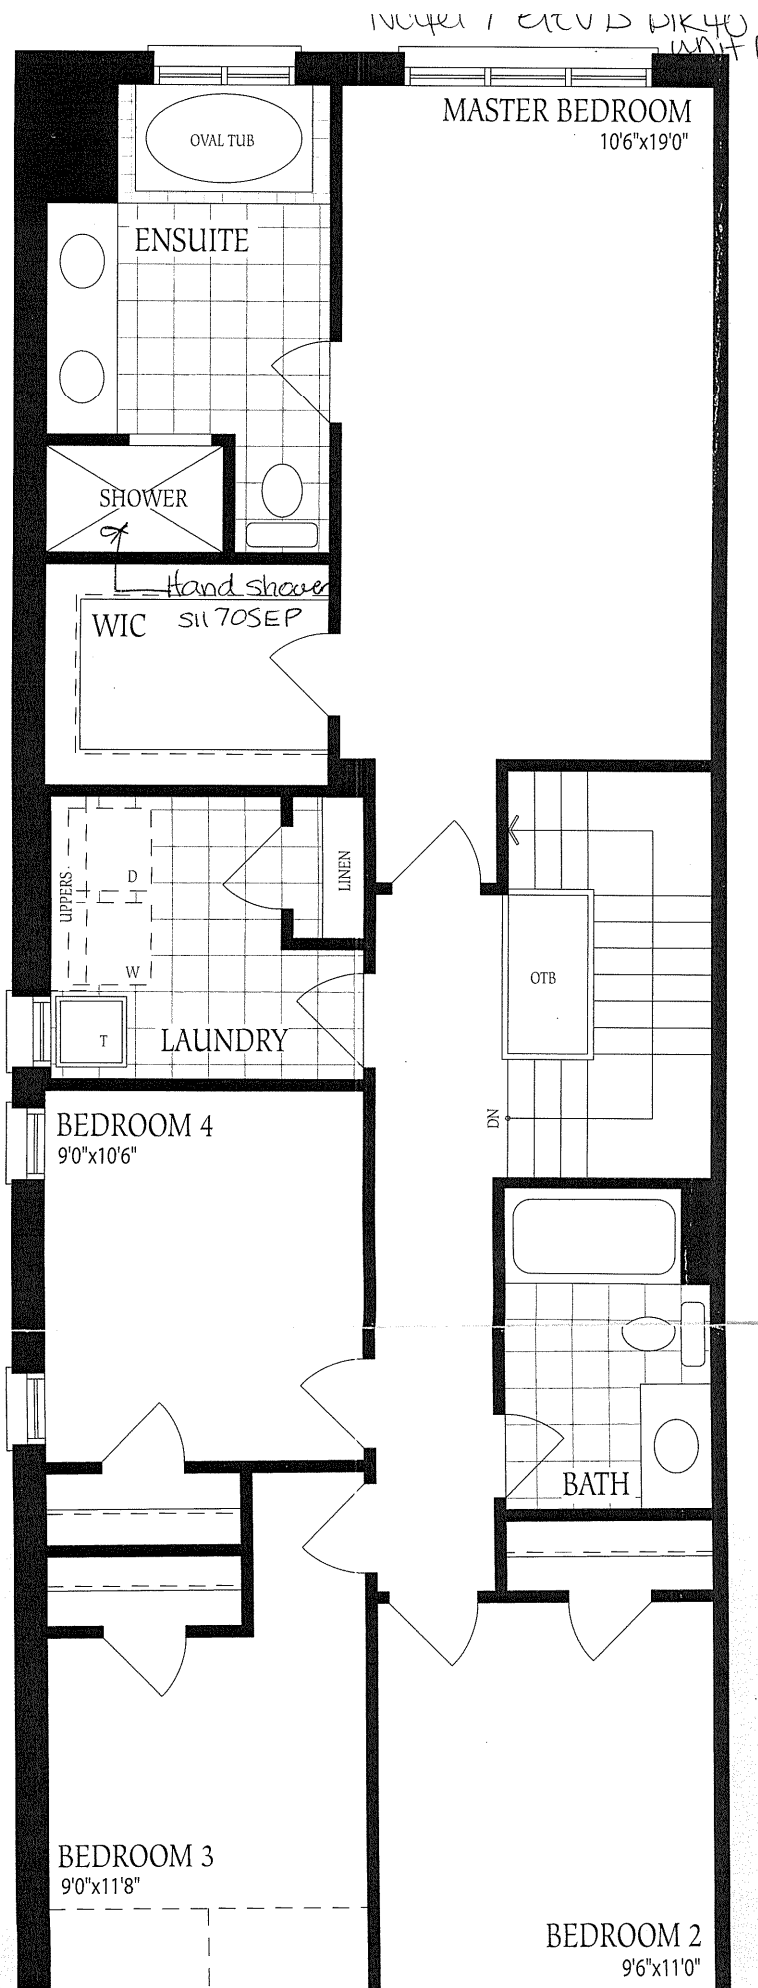 unit
MASTER BEDROOM
10'6"x19'0"
OVAL TUB
ENSUITE
SHOWER
Hand shower
S1170SEP
WIC
UPPERS
D
LINEN
W
OTB
T
LAUNDRY
DN
BEDROOM 4
9'0"x10'6"
BATH
BEDROOM 3
9'0"x11'8"
BEDROOM 2
9'6"x11'0"